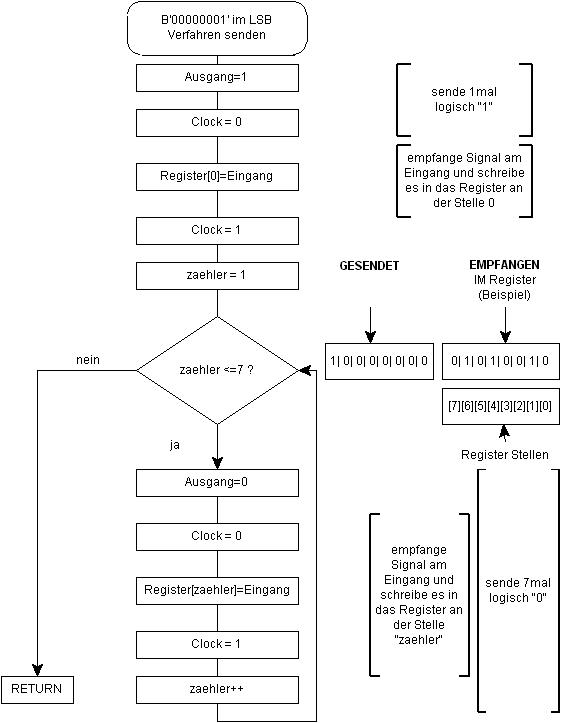 B'00000001' im LSB
Verfahren senden
Ausgang=1
Clock = 0
Register[0]=Eingang
Clock = 1
zaehler = 1
zaehler <=7 ?
nein
ja
Ausgang=0
Clock = 0
Register[zaehler]=Eingang
Clock = 1
zaehler++
RETURN
sende 1mal
logisch "1"
empfange Signal am
Eingang und schreibe
es in das Register an
der Stelle 0
GESENDET
1| 0| 0| 0| 0| 0| 0| 0
EMPFANGEN
IM Register
(Beispiel)
0| 1| 0| 1| 0| 0| 1| 0
[7][6][5][4][3][2][1][0]
Register Stellen
empfange
Signal am
Eingang und
schreibe es in
das Register an
der Stelle
"zaehler"
sende 7mal
logisch "0"